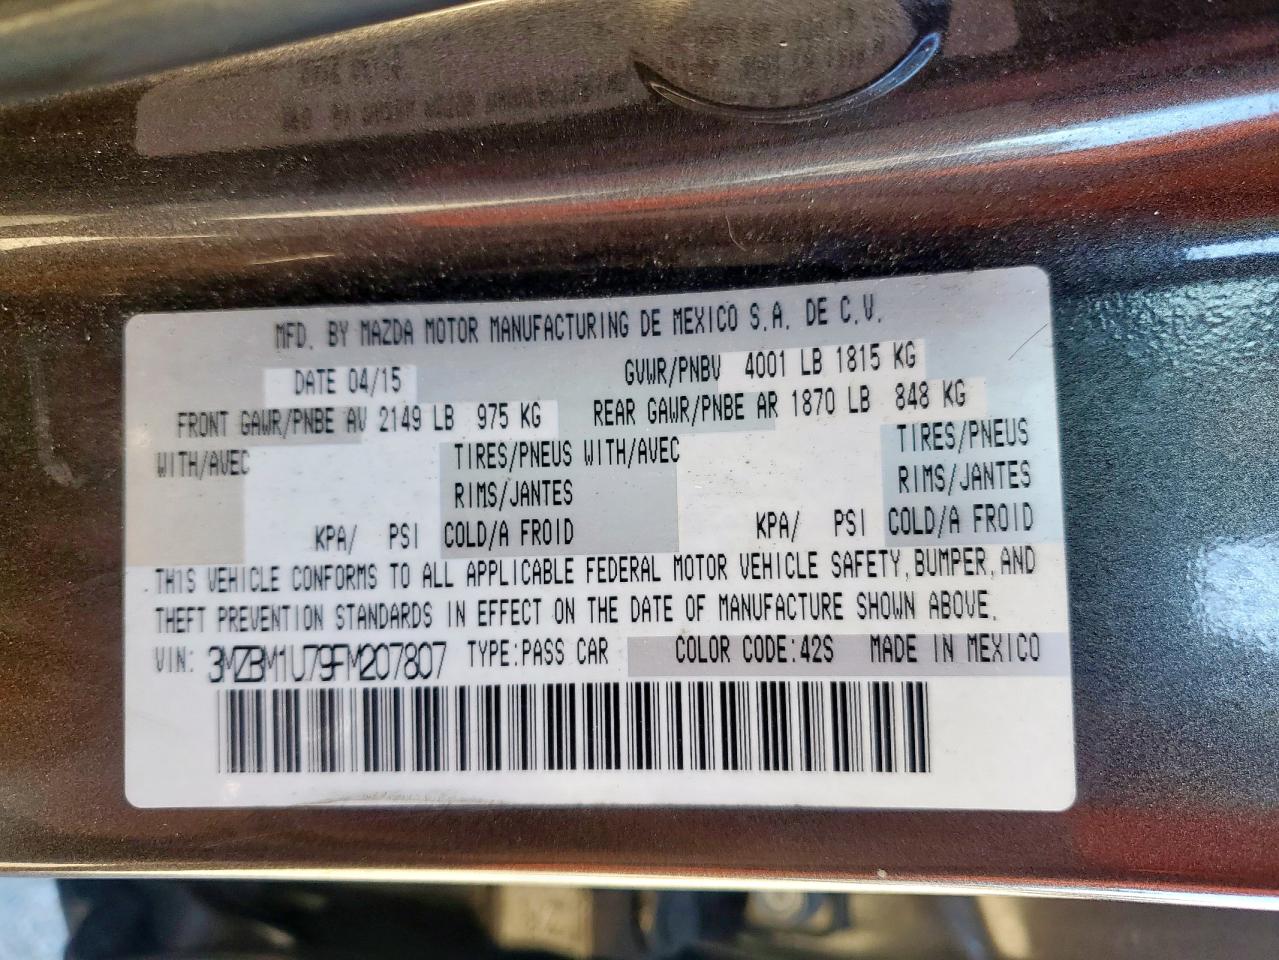 MFD. BY MAZDA MOTOR MANUFACTURING DE MEXICO S.A. DE C.V.
DATE 04/15 GVWR/PNBV 4001 LB 1815 KG
FRONT GAWR/PNBE AV 2149 LB 975 KG REAR GAWR/PNBE AR 1870 LB 848 KG
WITH/AVEC TIRES/PNEUS WITH/AVEC TIRES/PNEUS
RIMS/JANTES RIMS/JANTES
KPA/ PSI COLD/A FROID KPA/ PSI COLD/A FROID
THIS VEHICLE CONFORMS TO ALL APPLICABLE FEDERAL MOTOR VEHICLE SAFETY, BUMPER, AND
THEFT PREVENTION STANDARDS IN EFFECT ON THE DATE OF MANUFACTURE SHOWN ABOVE.
VIN: 3MZBM1U79FM207807 TYPE:PASS CAR COLOR CODE:42S MADE IN MEXICO